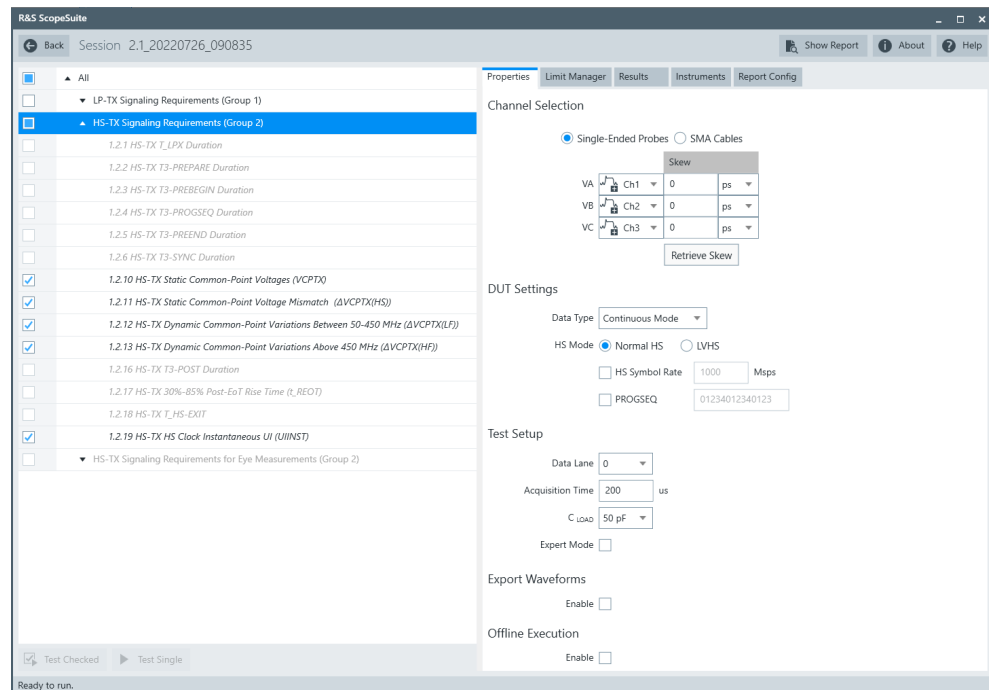 R&S ScopeSuite
Back Session 2.1_20220726_090835 Show Report About Help
All
LP-TX Signaling Requirements (Group 1)
HS-TX Signaling Requirements (Group 2)
1.2.1 HS-TX T_LPX Duration
1.2.2 HS-TX T3-PREPARE Duration
1.2.3 HS-TX T3-PREBEGIN Duration
1.2.4 HS-TX T3-PROGSEQ Duration
1.2.5 HS-TX T3-PREEND Duration
1.2.6 HS-TX T3-SYNC Duration
1.2.10 HS-TX Static Common-Point Voltages (VCPTX)
1.2.11 HS-TX Static Common-Point Voltage Mismatch (ΔVCPTX(HS))
1.2.12 HS-TX Dynamic Common-Point Variations Between 50-450 MHz (ΔVCPTX(LF))
1.2.13 HS-TX Dynamic Common-Point Variations Above 450 MHz (ΔVCPTX(HF))
1.2.16 HS-TX T3-POST Duration
1.2.17 HS-TX 30%-85% Post-EoT Rise Time (t_REOT)
1.2.18 HS-TX T_HS-EXIT
1.2.19 HS-TX HS Clock Instantaneous UI (UIINST)
HS-TX Signaling Requirements for Eye Measurements (Group 2)
Test Checked Test Single
Ready to run.
Properties Limit Manager Results Instruments Report Config
Channel Selection
Single-Ended Probes SMA Cables
Skew
VA Ch1 0 ps
VB Ch2 0 ps
VC Ch3 0 ps
Retrieve Skew
DUT Settings
Data Type Continuous Mode
HS Mode Normal HS LVHS
HS Symbol Rate 1000 Msps
PROGSEQ 01234012340123
Test Setup
Data Lane 0
Acquisition Time 200 us
C LOAD 50 pF
Expert Mode
Export Waveforms
Enable
Offline Execution
Enable